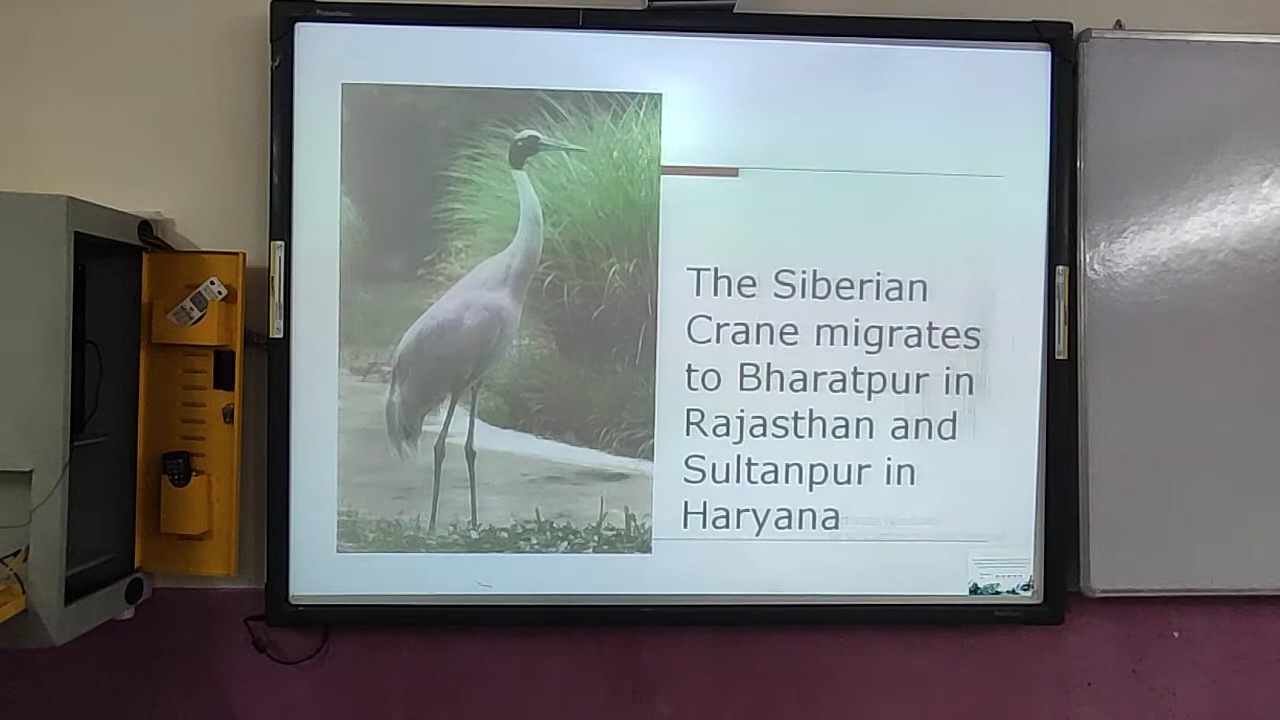 The Siberian
Crane migrates
to Bharatpur in
Rajasthan and
Sultanpur in
Haryana